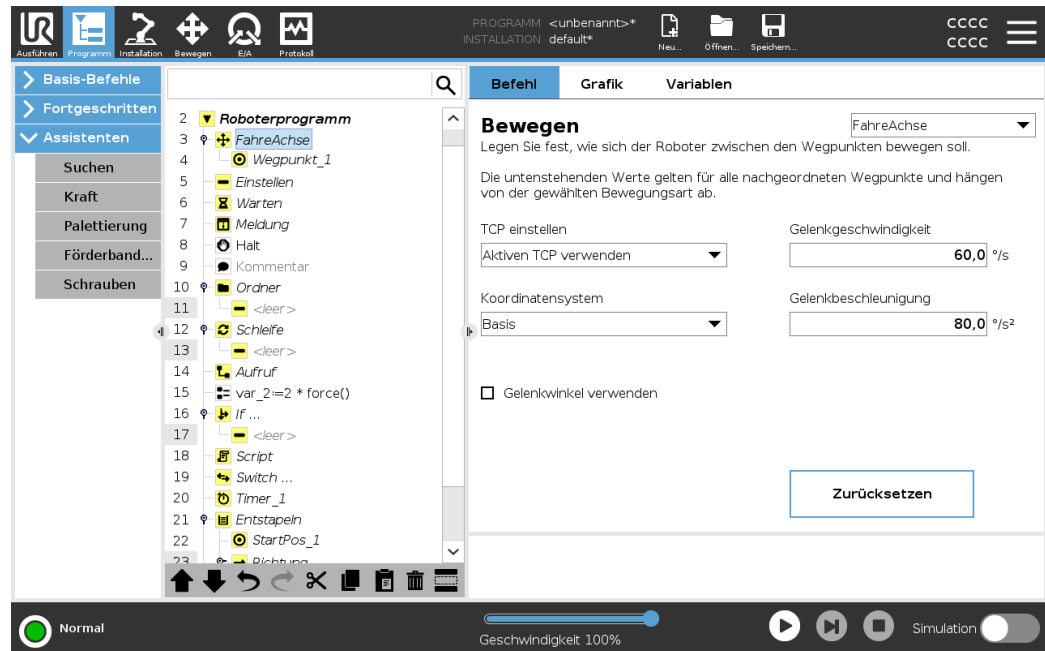 UR
PROGRAMM <unbenannt>*
INSTALLATION default*
CCCC
CCCC
Ausführen Programm Installation Bewegen E/A Protokoll Neu... Öffnen... Speichern...
Basis-Befehle
Fortgeschritten
Assistenten
Suchen
Kraft
Palettierung
Förderband...
Schrauben
2 Roboterprogramm
3 FahreAchse
4 Wegpunkt_1
5 Einstellen
6 Warten
7 Meldung
8 Halt
9 Kommentar
10 Ordner
11 <leer>
12 Schleife
13 <leer>
14 Aufruf
15 var_2:=2 * force()
16 If ...
17 <leer>
18 Script
19 Switch ...
20 Timer_1
21 Entstapeln
22 StartPos_1
23 Richtung
Befehl Grafik Variablen
Bewegen FahreAchse
Legen Sie fest, wie sich der Roboter zwischen den Wegpunkten bewegen soll.
Die untenstehenden Werte gelten für alle nachgeordneten Wegpunkte und hängen
von der gewählten Bewegungsart ab.
TCP einstellen Gelenkgeschwindigkeit
Aktiven TCP verwenden 60,0 °/s
Koordinatensystem Gelenkbeschleunigung
Basis 80,0 °/s²
Gelenkwinkel verwenden
Zurücksetzen
Normal
Geschwindigkeit 100%
Simulation